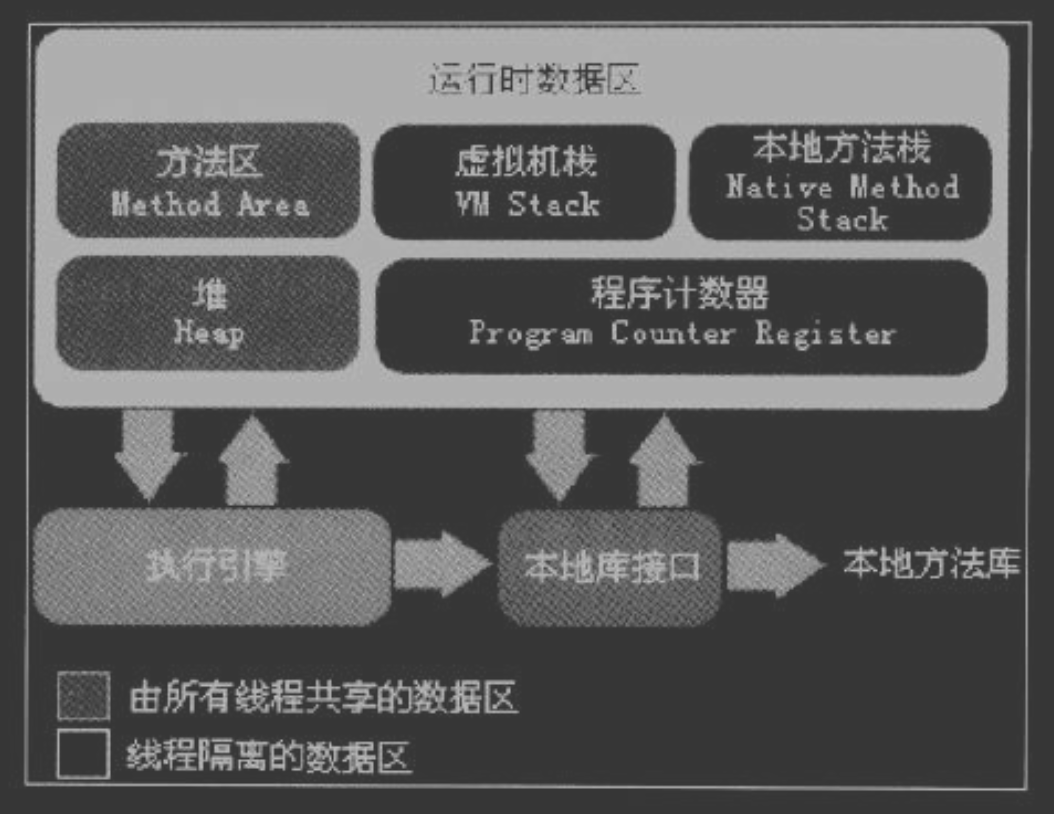 运行时数据区
方法区
Method Area
虚拟机栈
VM Stack
本地方法栈
Native Method
Stack
堆
Heap
程序计数器
Program Counter Register
执行引擎
本地库接口
本地方法库
由所有线程共享的数据区
线程隔离的数据区